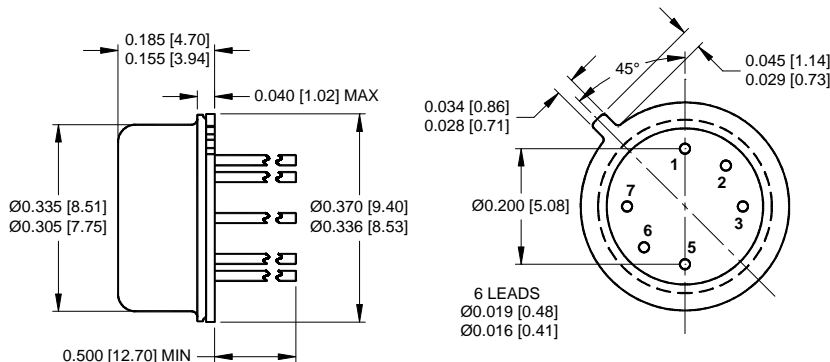 0.185 [4.70]
0.155 [3.94]
0.040 [1.02] MAX
Ø0.335 [8.51]
Ø0.305 [7.75]
Ø0.370 [9.40]
Ø0.336 [8.53]
0.500 [12.70] MIN
45°
0.045 [1.14]
0.029 [0.73]
0.034 [0.86]
0.028 [0.71]
Ø0.200 [5.08]
1
2
3
5
6
7
6 LEADS
Ø0.019 [0.48]
Ø0.016 [0.41]